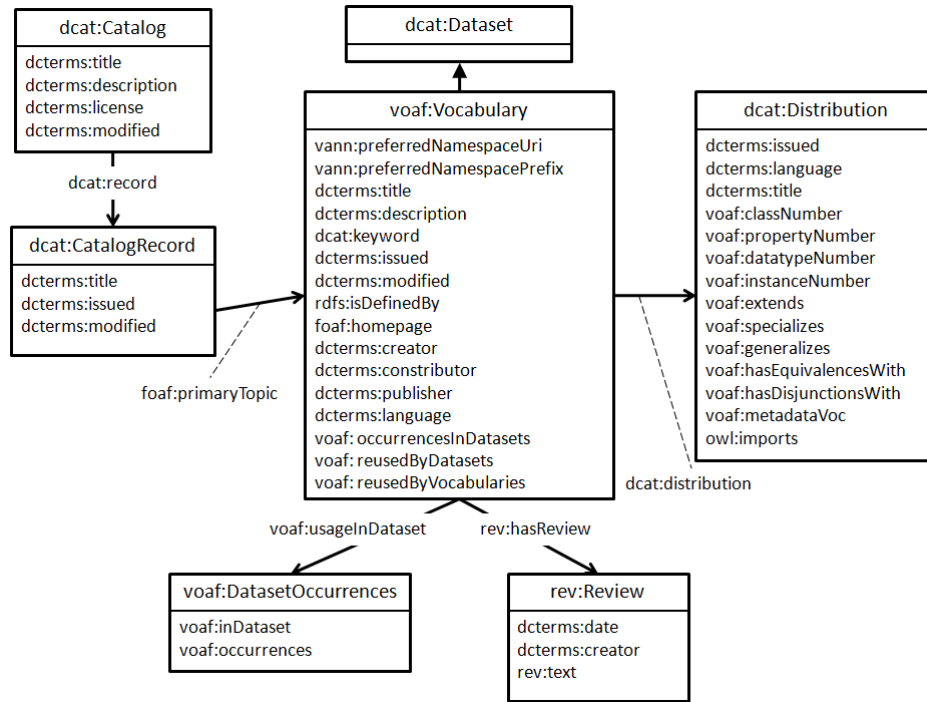 dcat:Catalog
dcterms:title
dcterms:description
dcterms:license
dcterms:modified
dcat:record
dcat:CatalogRecord
dcterms:title
dcterms:issued
dcterms:modified
foaf:primaryTopic
dcat:Dataset
voaf:Vocabulary
vann:preferredNamespaceUri
vann:preferredNamespacePrefix
dcterms:title
dcterms:description
dcat:keyword
dcterms:issued
dcterms:modified
rdfs:isDefinedBy
foaf:homepage
dcterms:creator
dcterms:constributor
dcterms:publisher
dcterms:language
voaf: occurrencesInDatasets
voaf: reusedByDatasets
voaf: reusedByVocabularies
dcat:Distribution
dcterms:issued
dcterms:language
dcterms:title
voaf:classNumber
voaf:propertyNumber
voaf:datatypeNumber
voaf:instanceNumber
voaf:extends
voaf:specializes
voaf:generalizes
voaf:hasEquivalencesWith
voaf:hasDisjunctionsWith
voaf:metadataVoc
owl:imports
dcat:distribution
voaf:usageInDataset
rev:hasReview
voaf:DatasetOccurrences
voaf:inDataset
voaf:occurrences
rev:Review
dcterms:date
dcterms:creator
rev:text